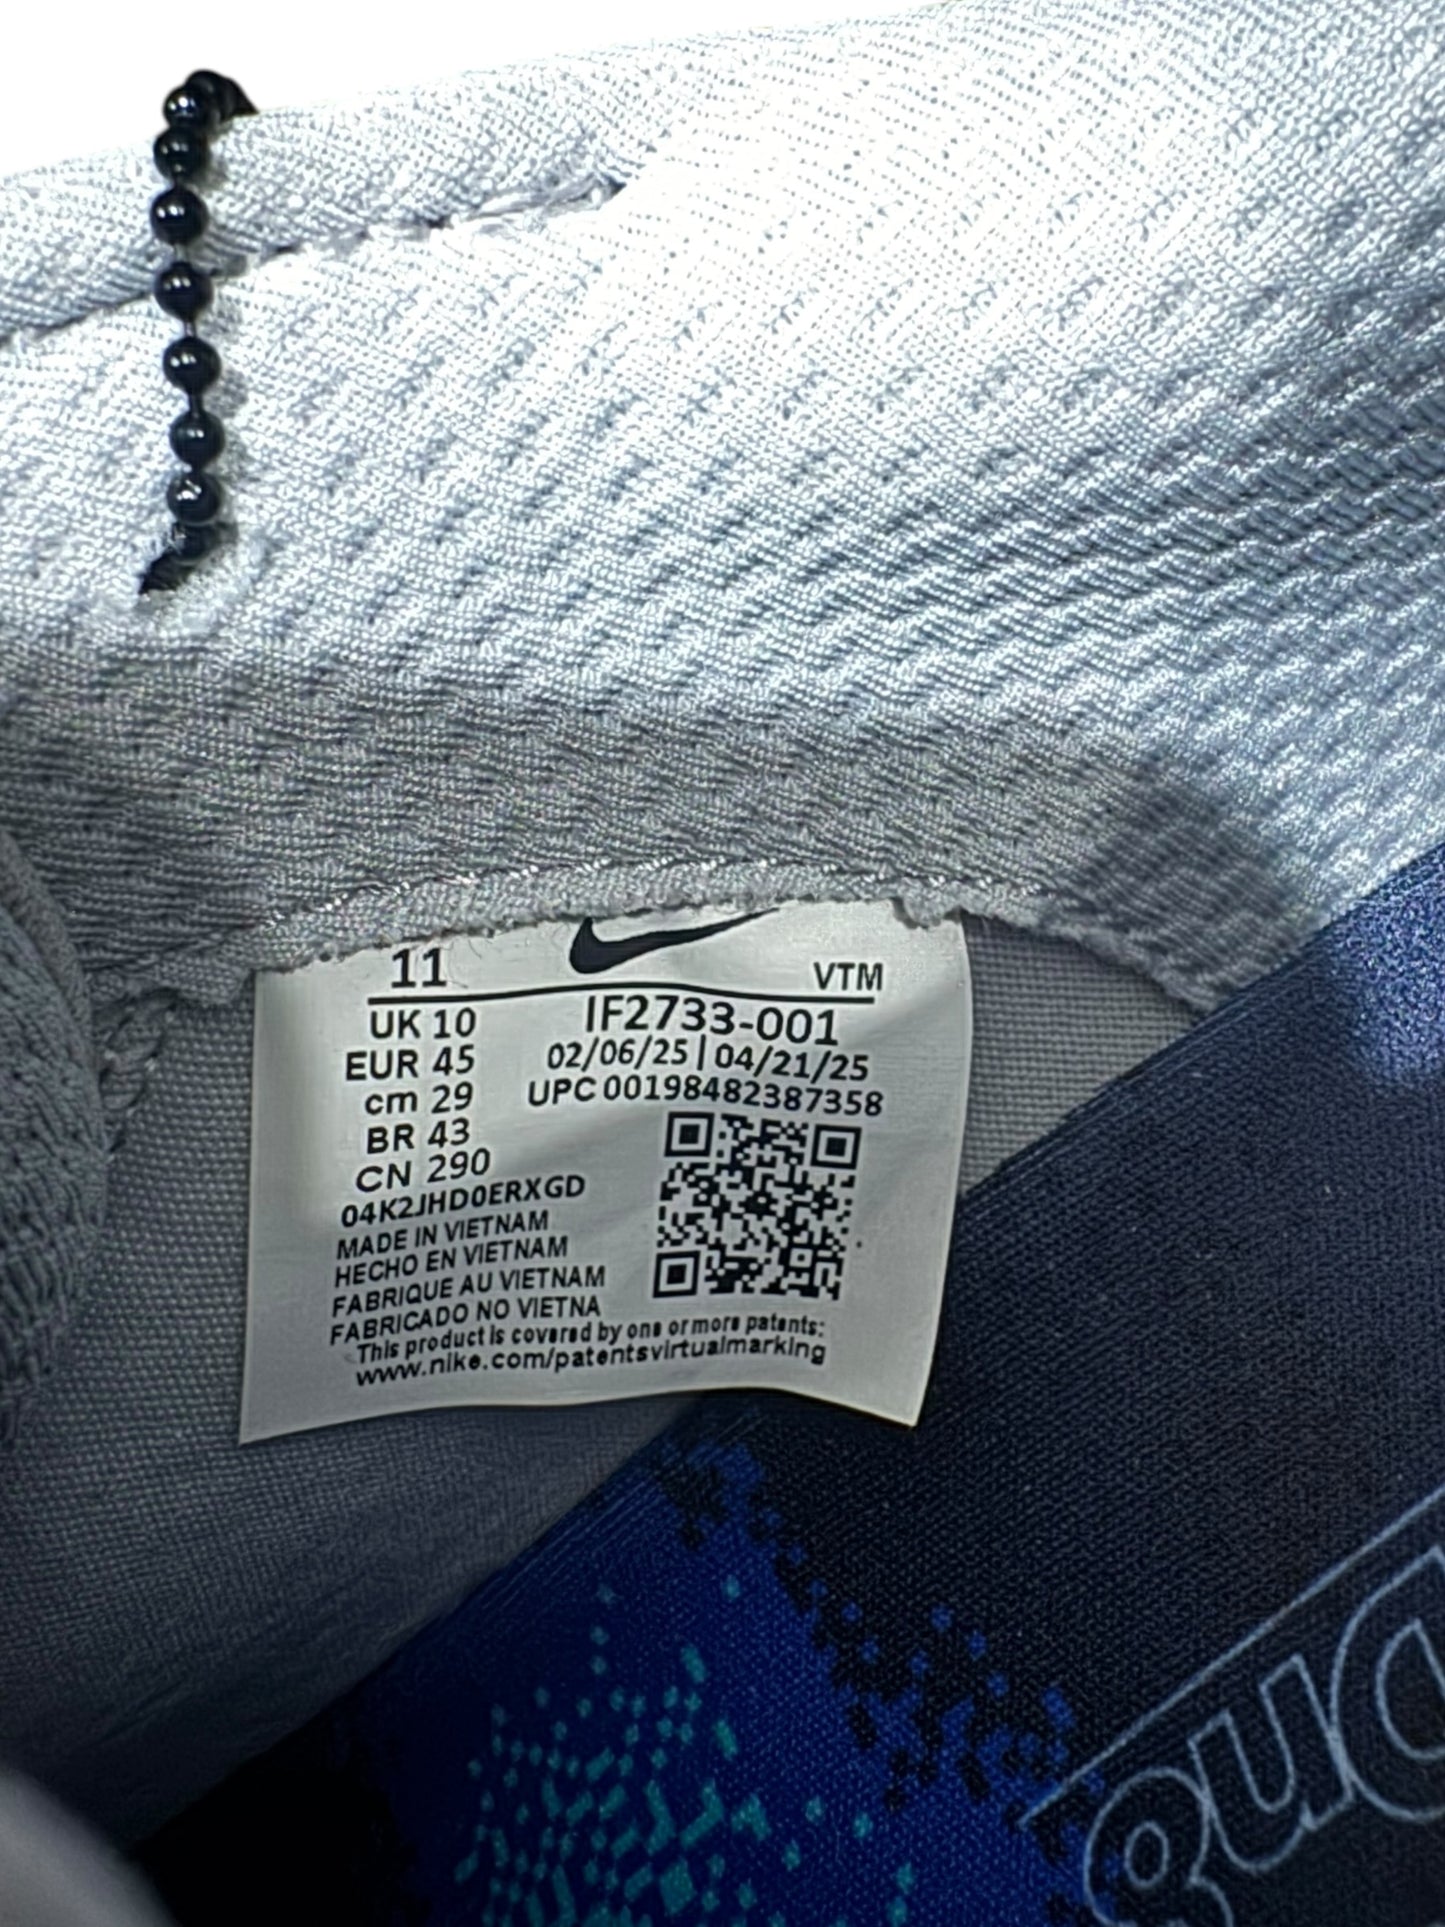 11 VTM
UK 10 IF2733-001
EUR 45 02/06/25 | 04/21/25
cm 29 UPC 00198482387358
BR 43
CN 290
04K2JHD0ERXGD
MADE IN VIETNAM
HECHO EN VIETNAM
FABRIQUE AU VIETNAM
FABRICADO NO VIETNA
This product is covered by one or more patents:
www.nike.com/patentsvirtualmarking